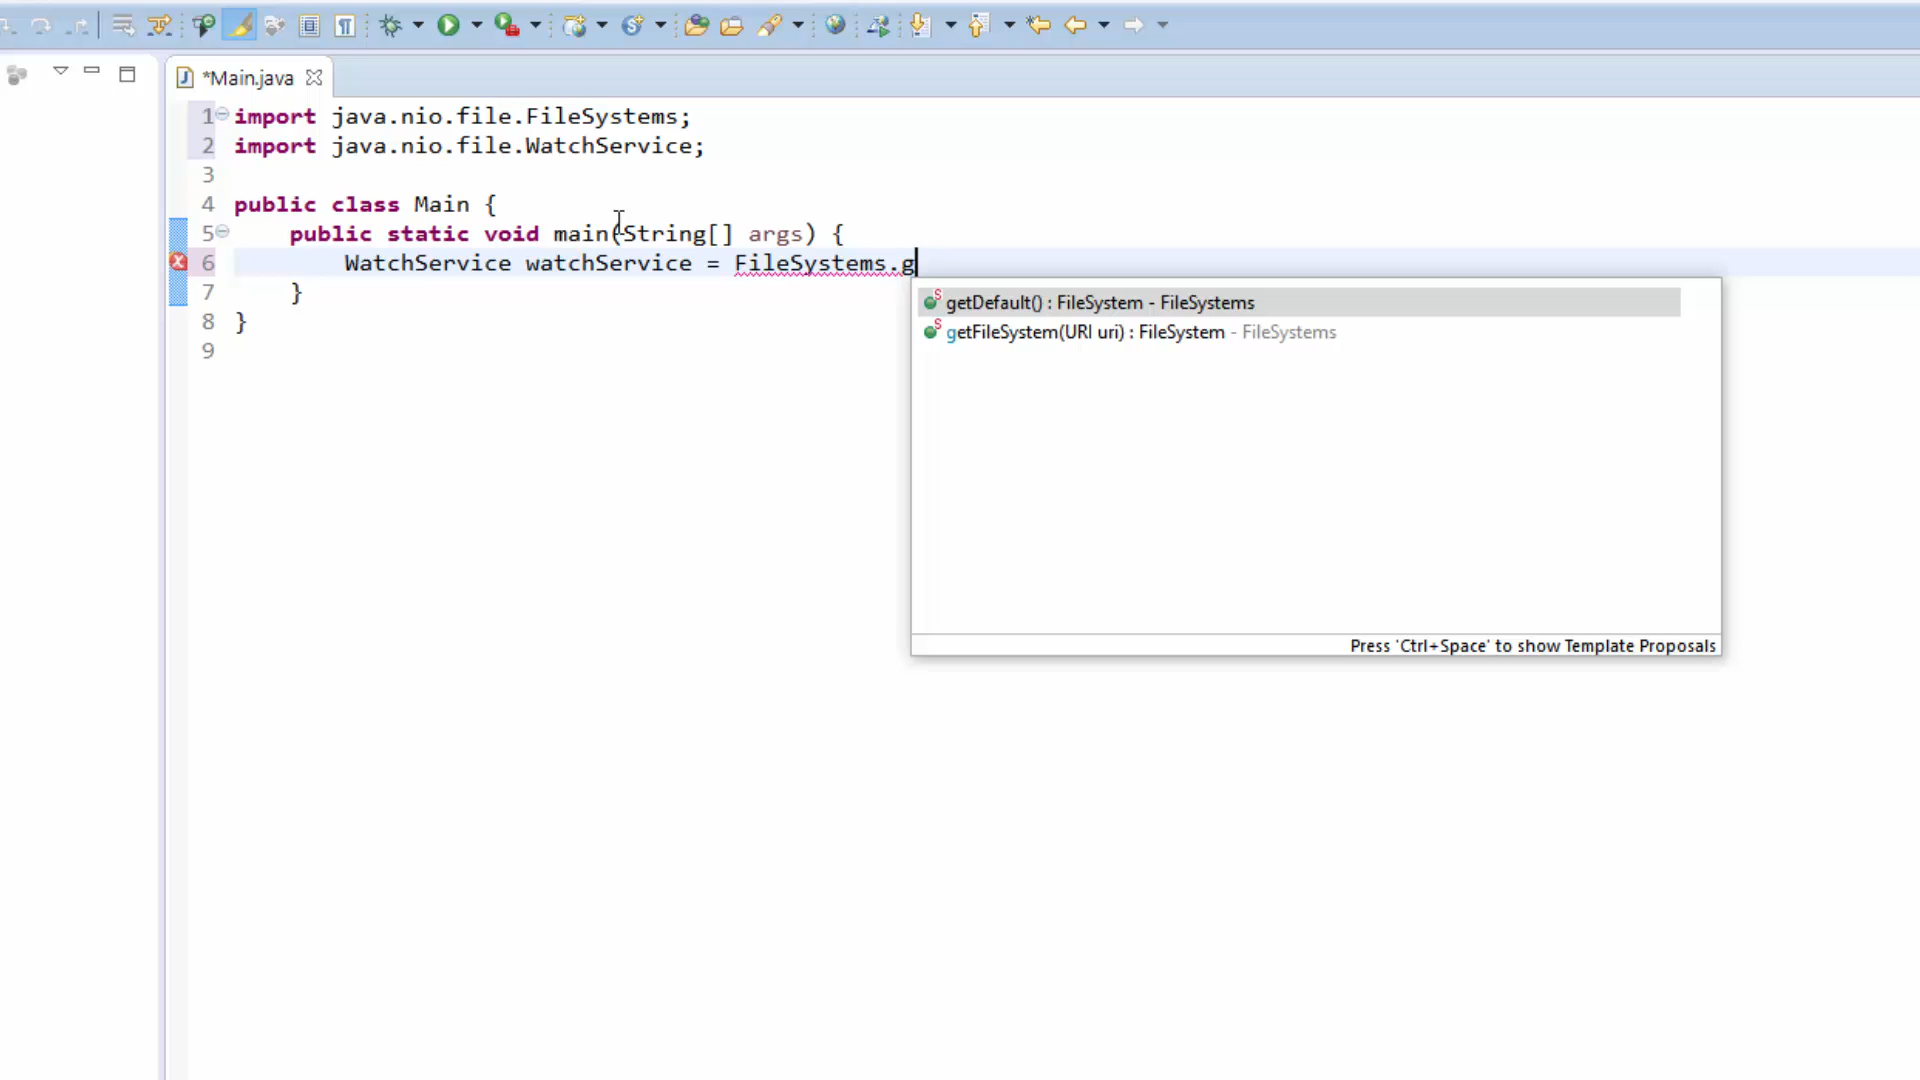 *Main.java
1 import java.nio.file.FileSystems;
2 import java.nio.file.WatchService;
3
4 public class Main {
5 public static void main(String[] args) {
6 WatchService watchService = FileSystems.g
7 }
8 }
9
getDefault() : FileSystem - FileSystems
getFileSystem(URI uri) : FileSystem - FileSystems
Press 'Ctrl+Space' to show Template Proposals